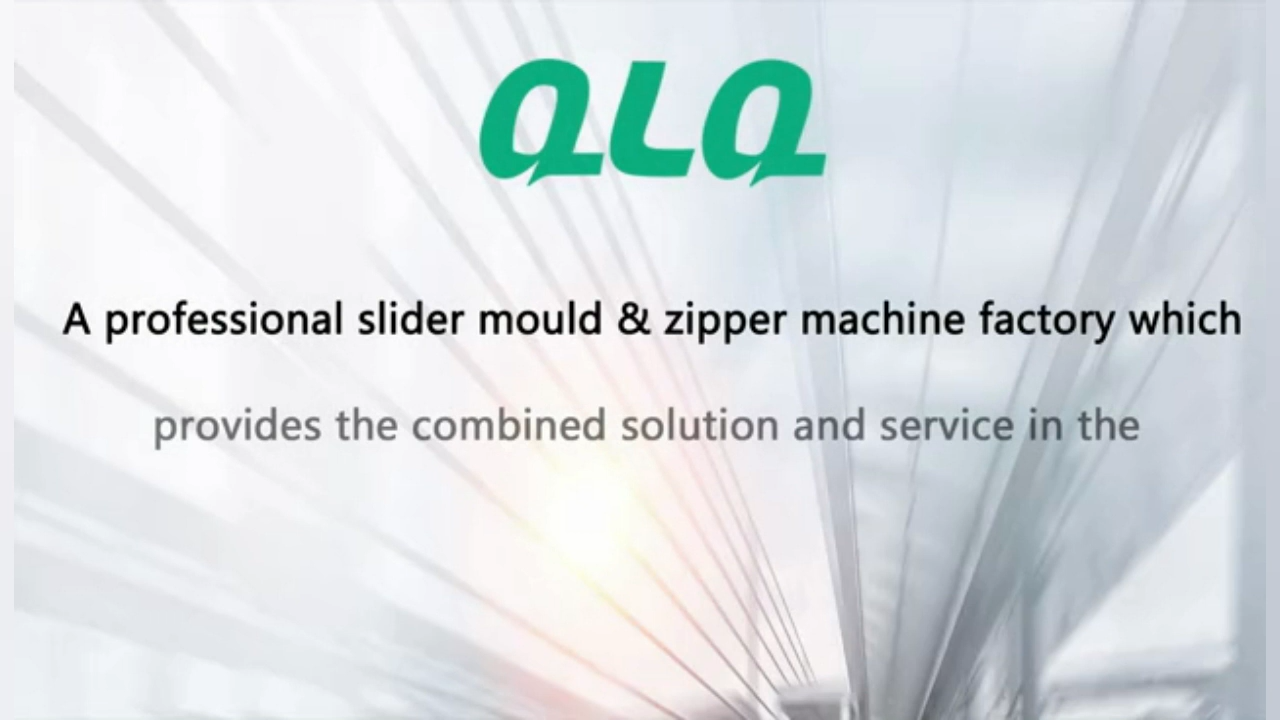 QLQ
A professional slider mould & zipper machine factory which
provides the combined solution and service in the